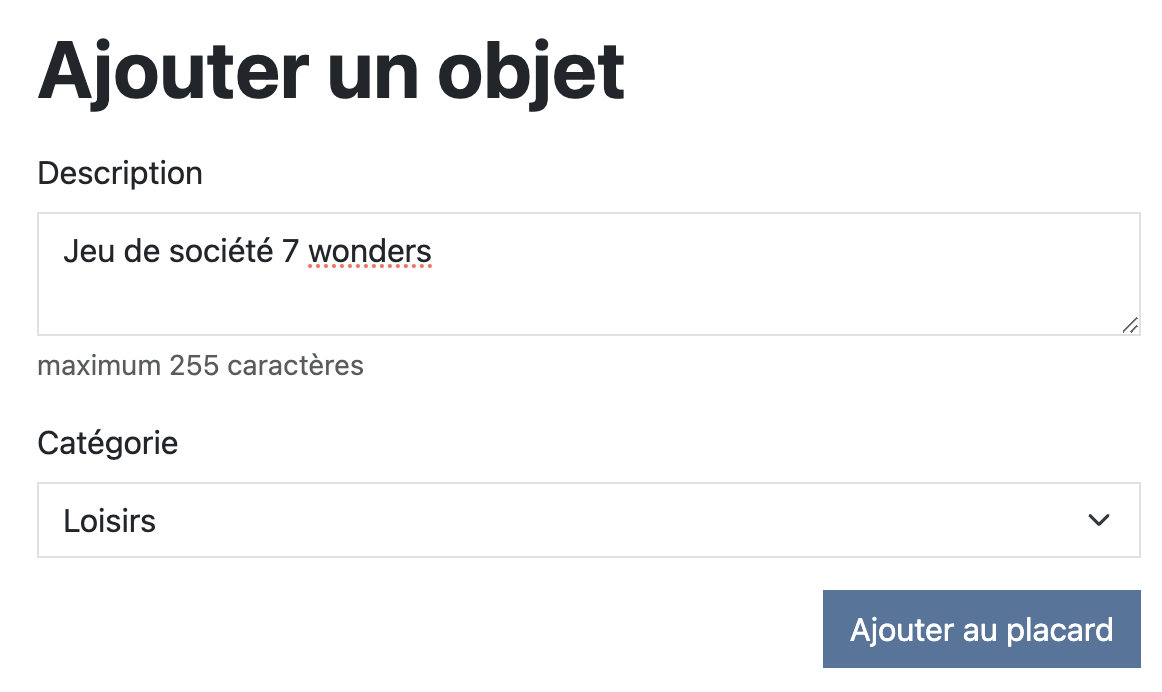 Ajouter un objet
Description
Jeu de société 7 wonders
maximum 255 caractères
Catégorie
Loisirs
Ajouter au placard